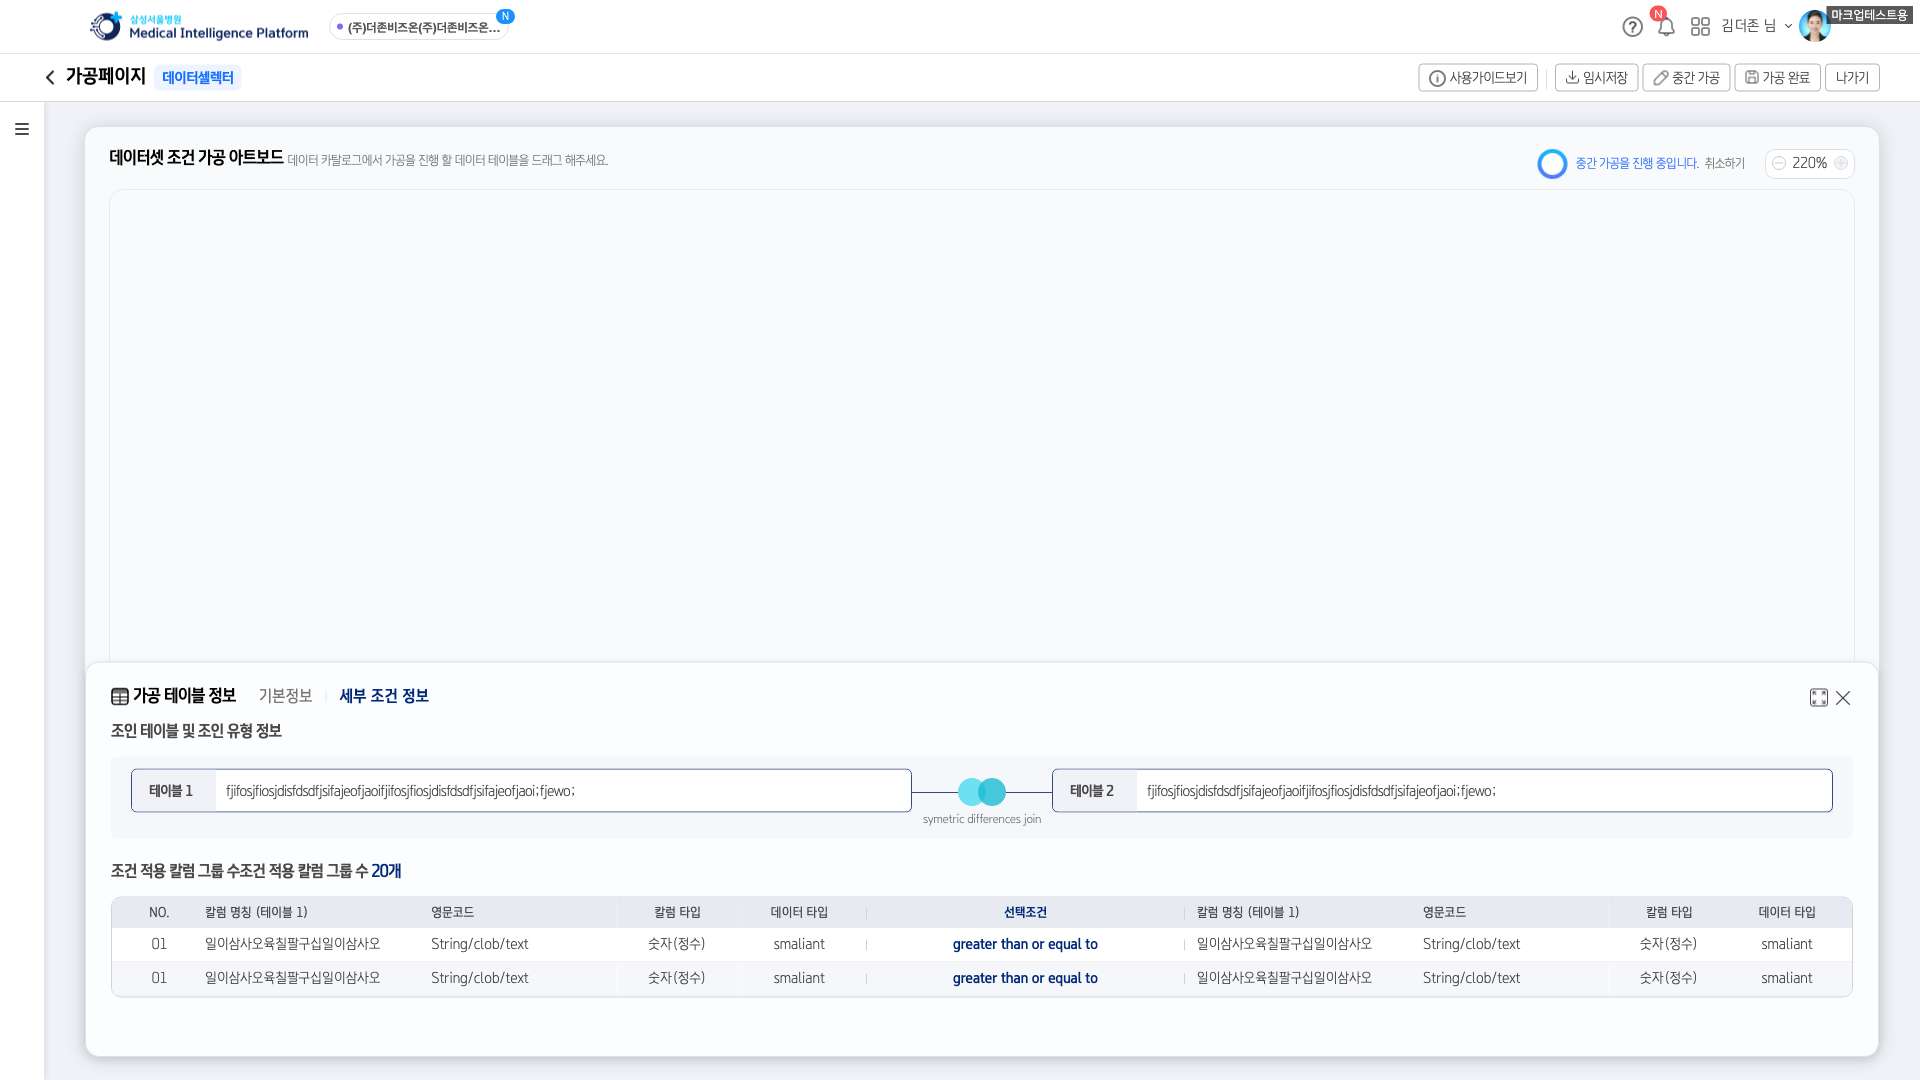 삼성서울병원
Medical Intelligence Platform
(주)더존비즈온(주)더존비즈온...
N
N
김더존 님
마크업테스트용
가공페이지
데이터셀렉터
사용가이드보기
임시저장
중간 가공
가공 완료
나가기
데이터셋 조건 가공 아트보드
데이터 카탈로그에서 가공을 진행 할 데이터 테이블을 드래그 해주세요.
중간 가공을 진행 중입니다.
취소하기
220%
가공 테이블 정보
기본정보
세부 조건 정보
조인 테이블 및 조인 유형 정보
테이블 1
fjifosjfiosjdisfdsdfjsifajeofjaoifjifosjfiosjdisfdsdfjsifajeofjaoi;fjewo;
symetric differences join
테이블 2
fjifosjfiosjdisfdsdfjsifajeofjaoifjifosjfiosjdisfdsdfjsifajeofjaoi;fjewo;
조건 적용 칼럼 그룹 수조건 적용 칼럼 그룹 수 20개
NO. 칼럼 명칭 (테이블 1) 영문코드 칼럼 타입 데이터 타입 선택조건 칼럼 명칭 (테이블 1) 영문코드 칼럼 타입 데이터 타입
01 일이삼사오육칠팔구십일이삼사오 String/clob/text 숫자(정수) smaliant greater than or equal to 일이삼사오육칠팔구십일이삼사오 String/clob/text 숫자(정수) smaliant
01 일이삼사오육칠팔구십일이삼사오 String/clob/text 숫자(정수) smaliant greater than or equal to 일이삼사오육칠팔구십일이삼사오 String/clob/text 숫자(정수) smaliant